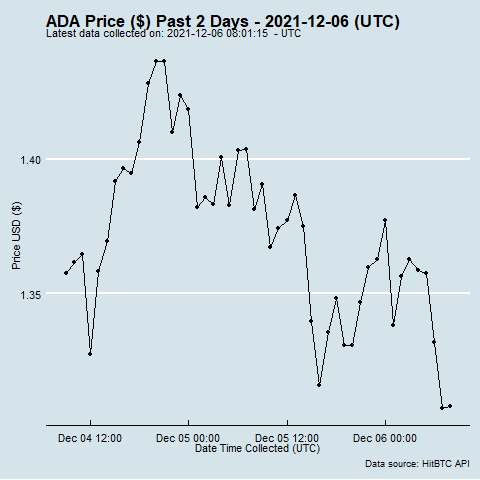 ADA Price ($) Past 2 Days - 2021-12-06 (UTC)
Latest data collected on: 2021-12-06 08:01:15 - UTC
1.40
Price USD ($)
1.35
Dec 04 12:00 Dec 05 00:00 Dec 05 12:00 Dec 06 00:00
Date Time Collected (UTC)
Data source: HitBTC API